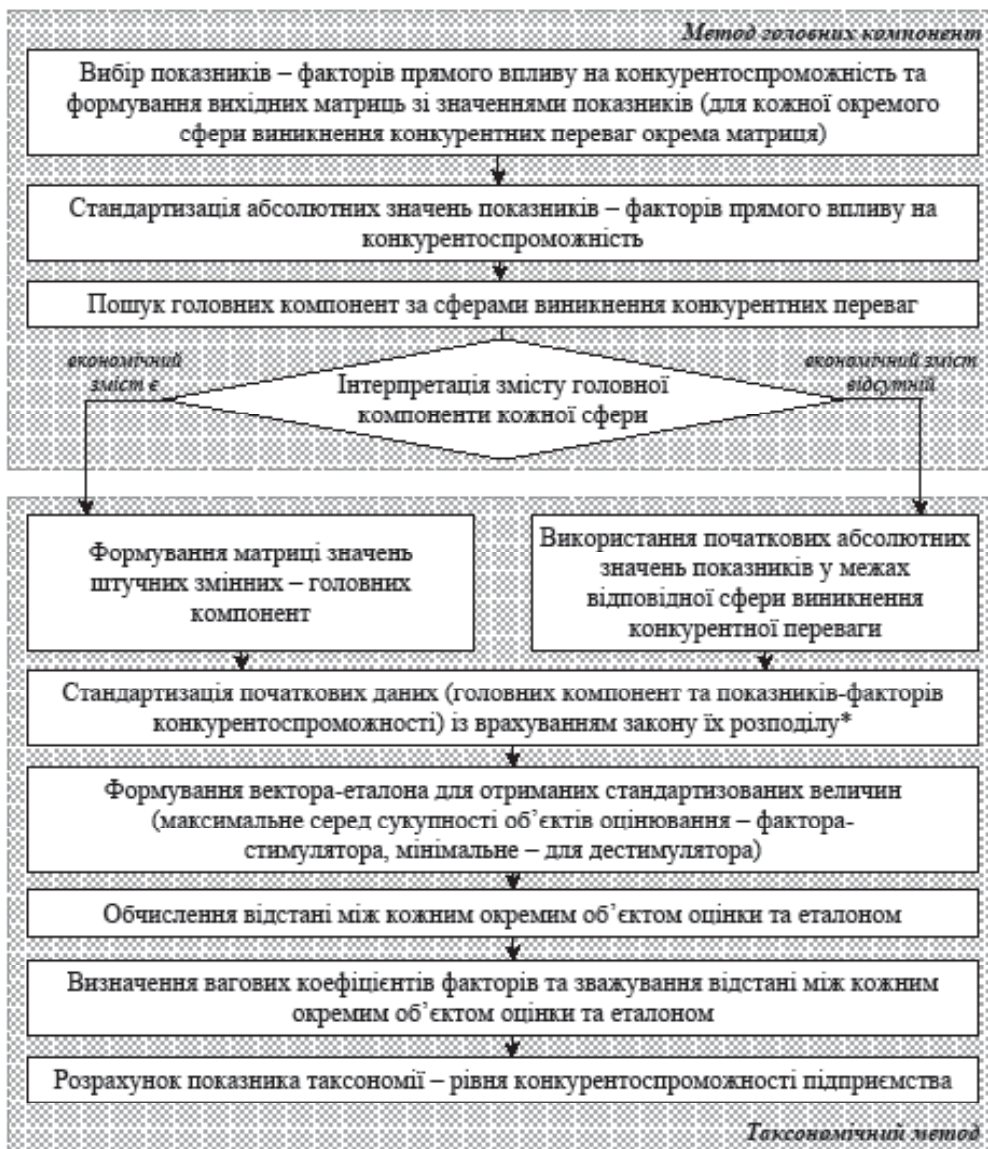 Метод головних компонент
Вибір показників – факторів прямого впливу на конкурентоспроможність та
формування вихідних матриць зі значеннями показників (для кожної окремого
сфери виникнення конкурентних переваг окрема матриця)
Стандартизація абсолютних значень показників – факторів прямого впливу на
конкурентоспроможність
Пошук головних компонент за сферами виникнення конкурентних переваг
економічний
зміст є
Інтерпретація змісту головної
компоненти кожної сфери
економічний зміст
відсутній
Формування матриці значень
штучних змінних – головних
компонент
Використання початкових абсолютних
значень показників у межах
відповідної сфери виникнення
конкурентної переваги
Стандартизація початкових даних (головних компонент та показників-факторів
конкурентоспроможності) із врахуванням закону їх розподілу*
Формування вектора-еталона для отриманих стандартизованих величин
(максимальне серед сукупності об’єктів оцінювання – фактора-
стимулятора, мінімальне – для дестимулятора)
Обчислення відстані між кожним окремим об’єктом оцінки та еталоном
Визначення вагових коефіцієнтів факторів та зважування відстані між кожним
окремим об’єктом оцінки та еталоном
Розрахунок показника таксономії – рівня конкурентоспроможності підприємства
Таксономічний метод